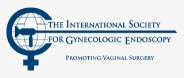 THE INTERNATIONAL SOCIETY
FOR GYNECOLOGIC ENDOSCOPY
PROMOTING VAGINAL SURGERY